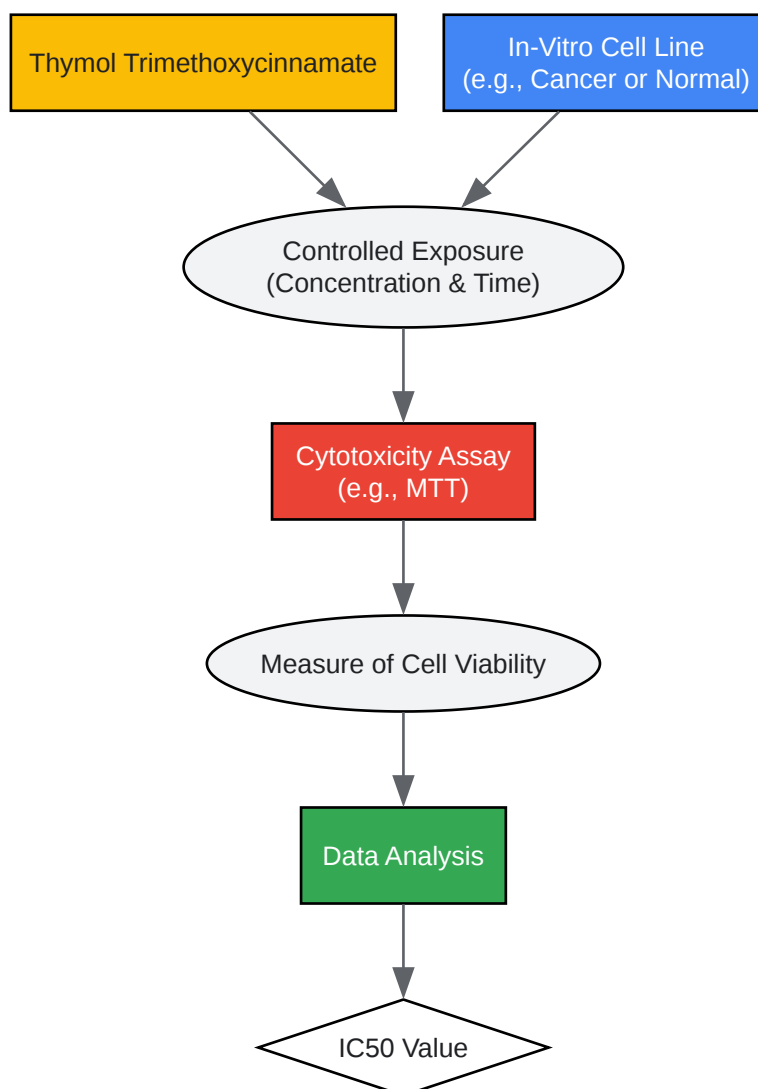 Thymol Trimethoxycinnamate
In-Vitro Cell Line
(e.g., Cancer or Normal)
Controlled Exposure
(Concentration & Time)
Cytotoxicity Assay
(e.g., MTT)
Measure of Cell Viability
Data Analysis
IC50 Value